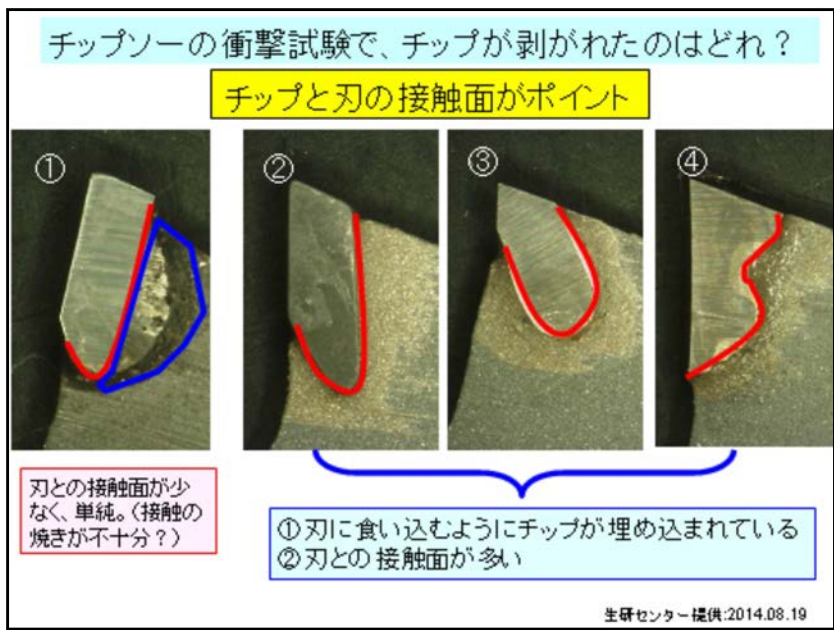 チップソーの衝撃試験で、チップが剥がれたのはどれ？
チップと刃の接触面がポイント
①
②
③
④
刃との接触面が少
なく、単純。（接触の
焼きが不十分？）
①刃に食い込むようにチップが埋め込まれている
②刃との接触面が多い
生研センター提供:2014.08.19